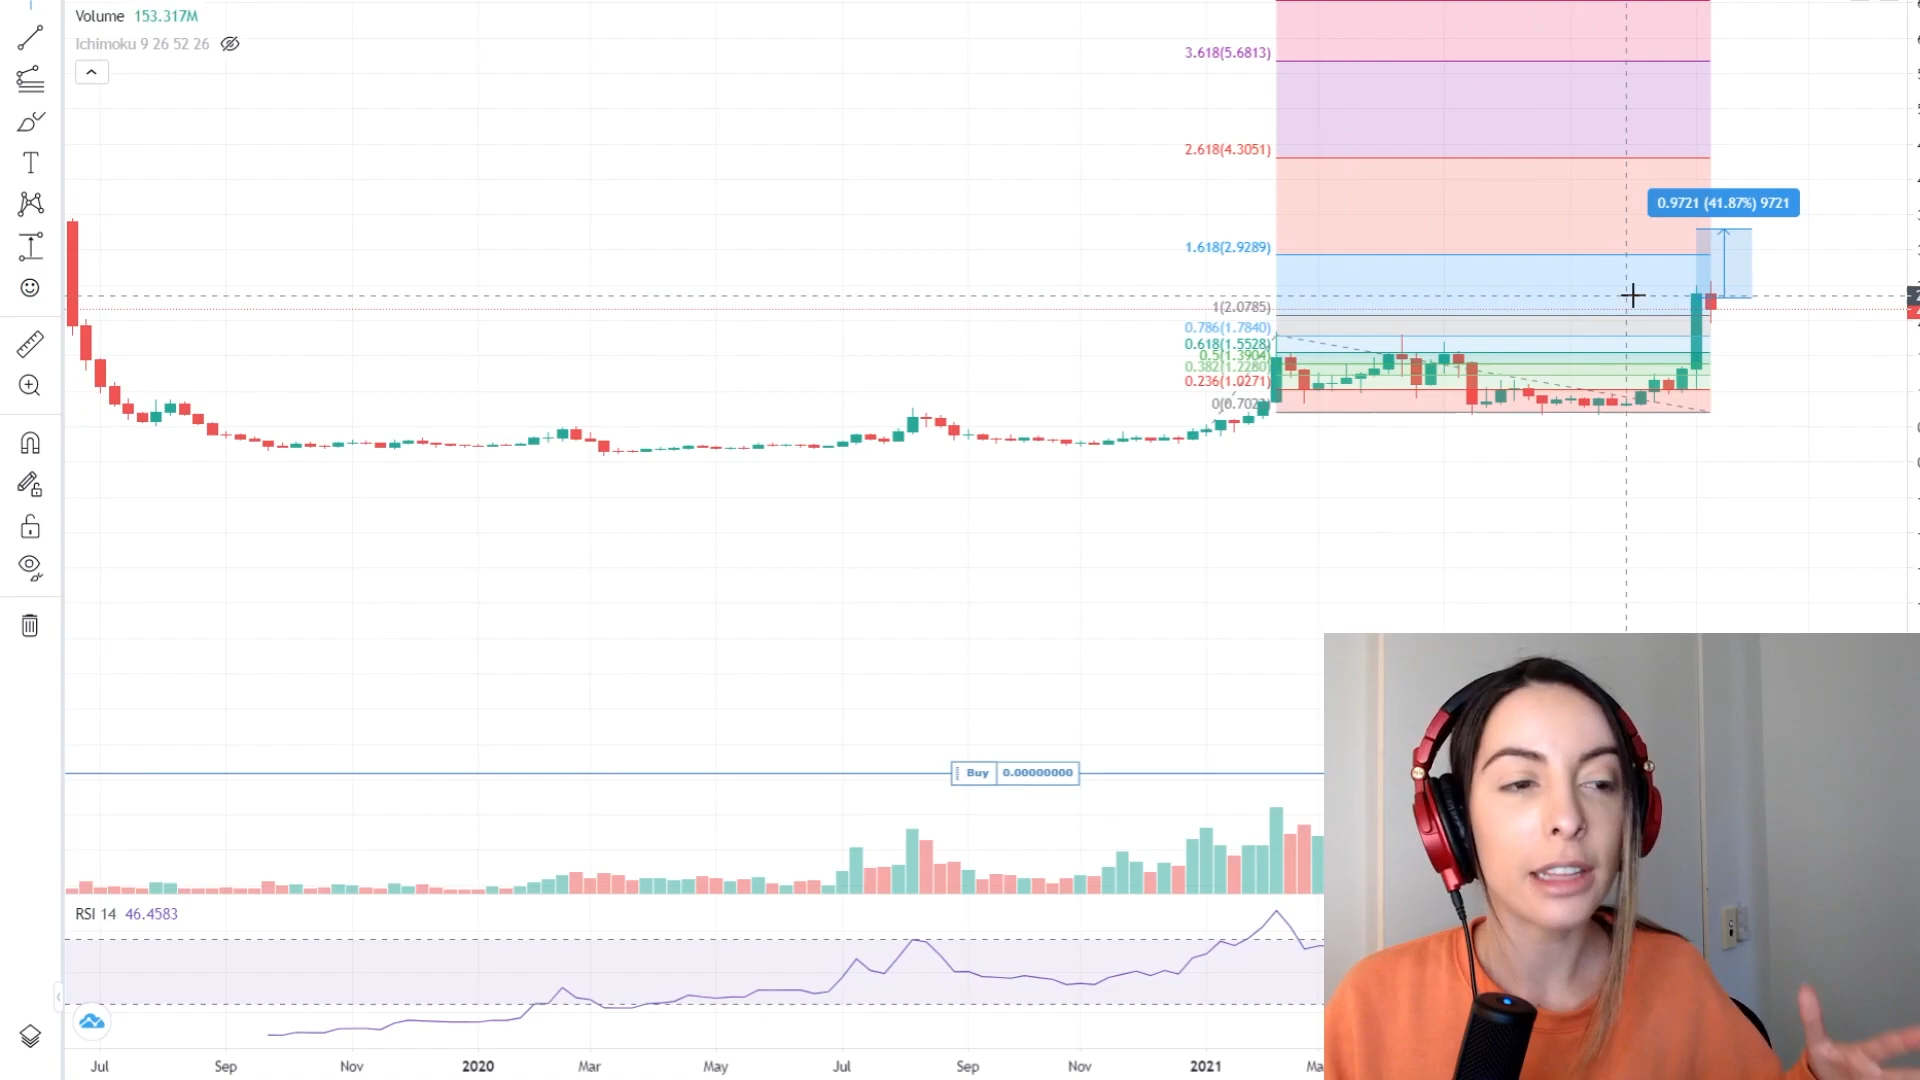 Volume 153.317M
Ichimoku 9 26 52 26
3.618(5.6813)
2.618(4.3051)
0.9721 (41.87%) 9721
1.618(2.9289)
1(2.0785)
0.786(1.7840)
0.618(1.5528)
0.5(1.3904)
0.382(1.2280)
0.236(1.0271)
Buy 0.00000000
RSI 14 46.4583
Jul Sep Nov 2020 Mar May Jul Sep Nov 2021